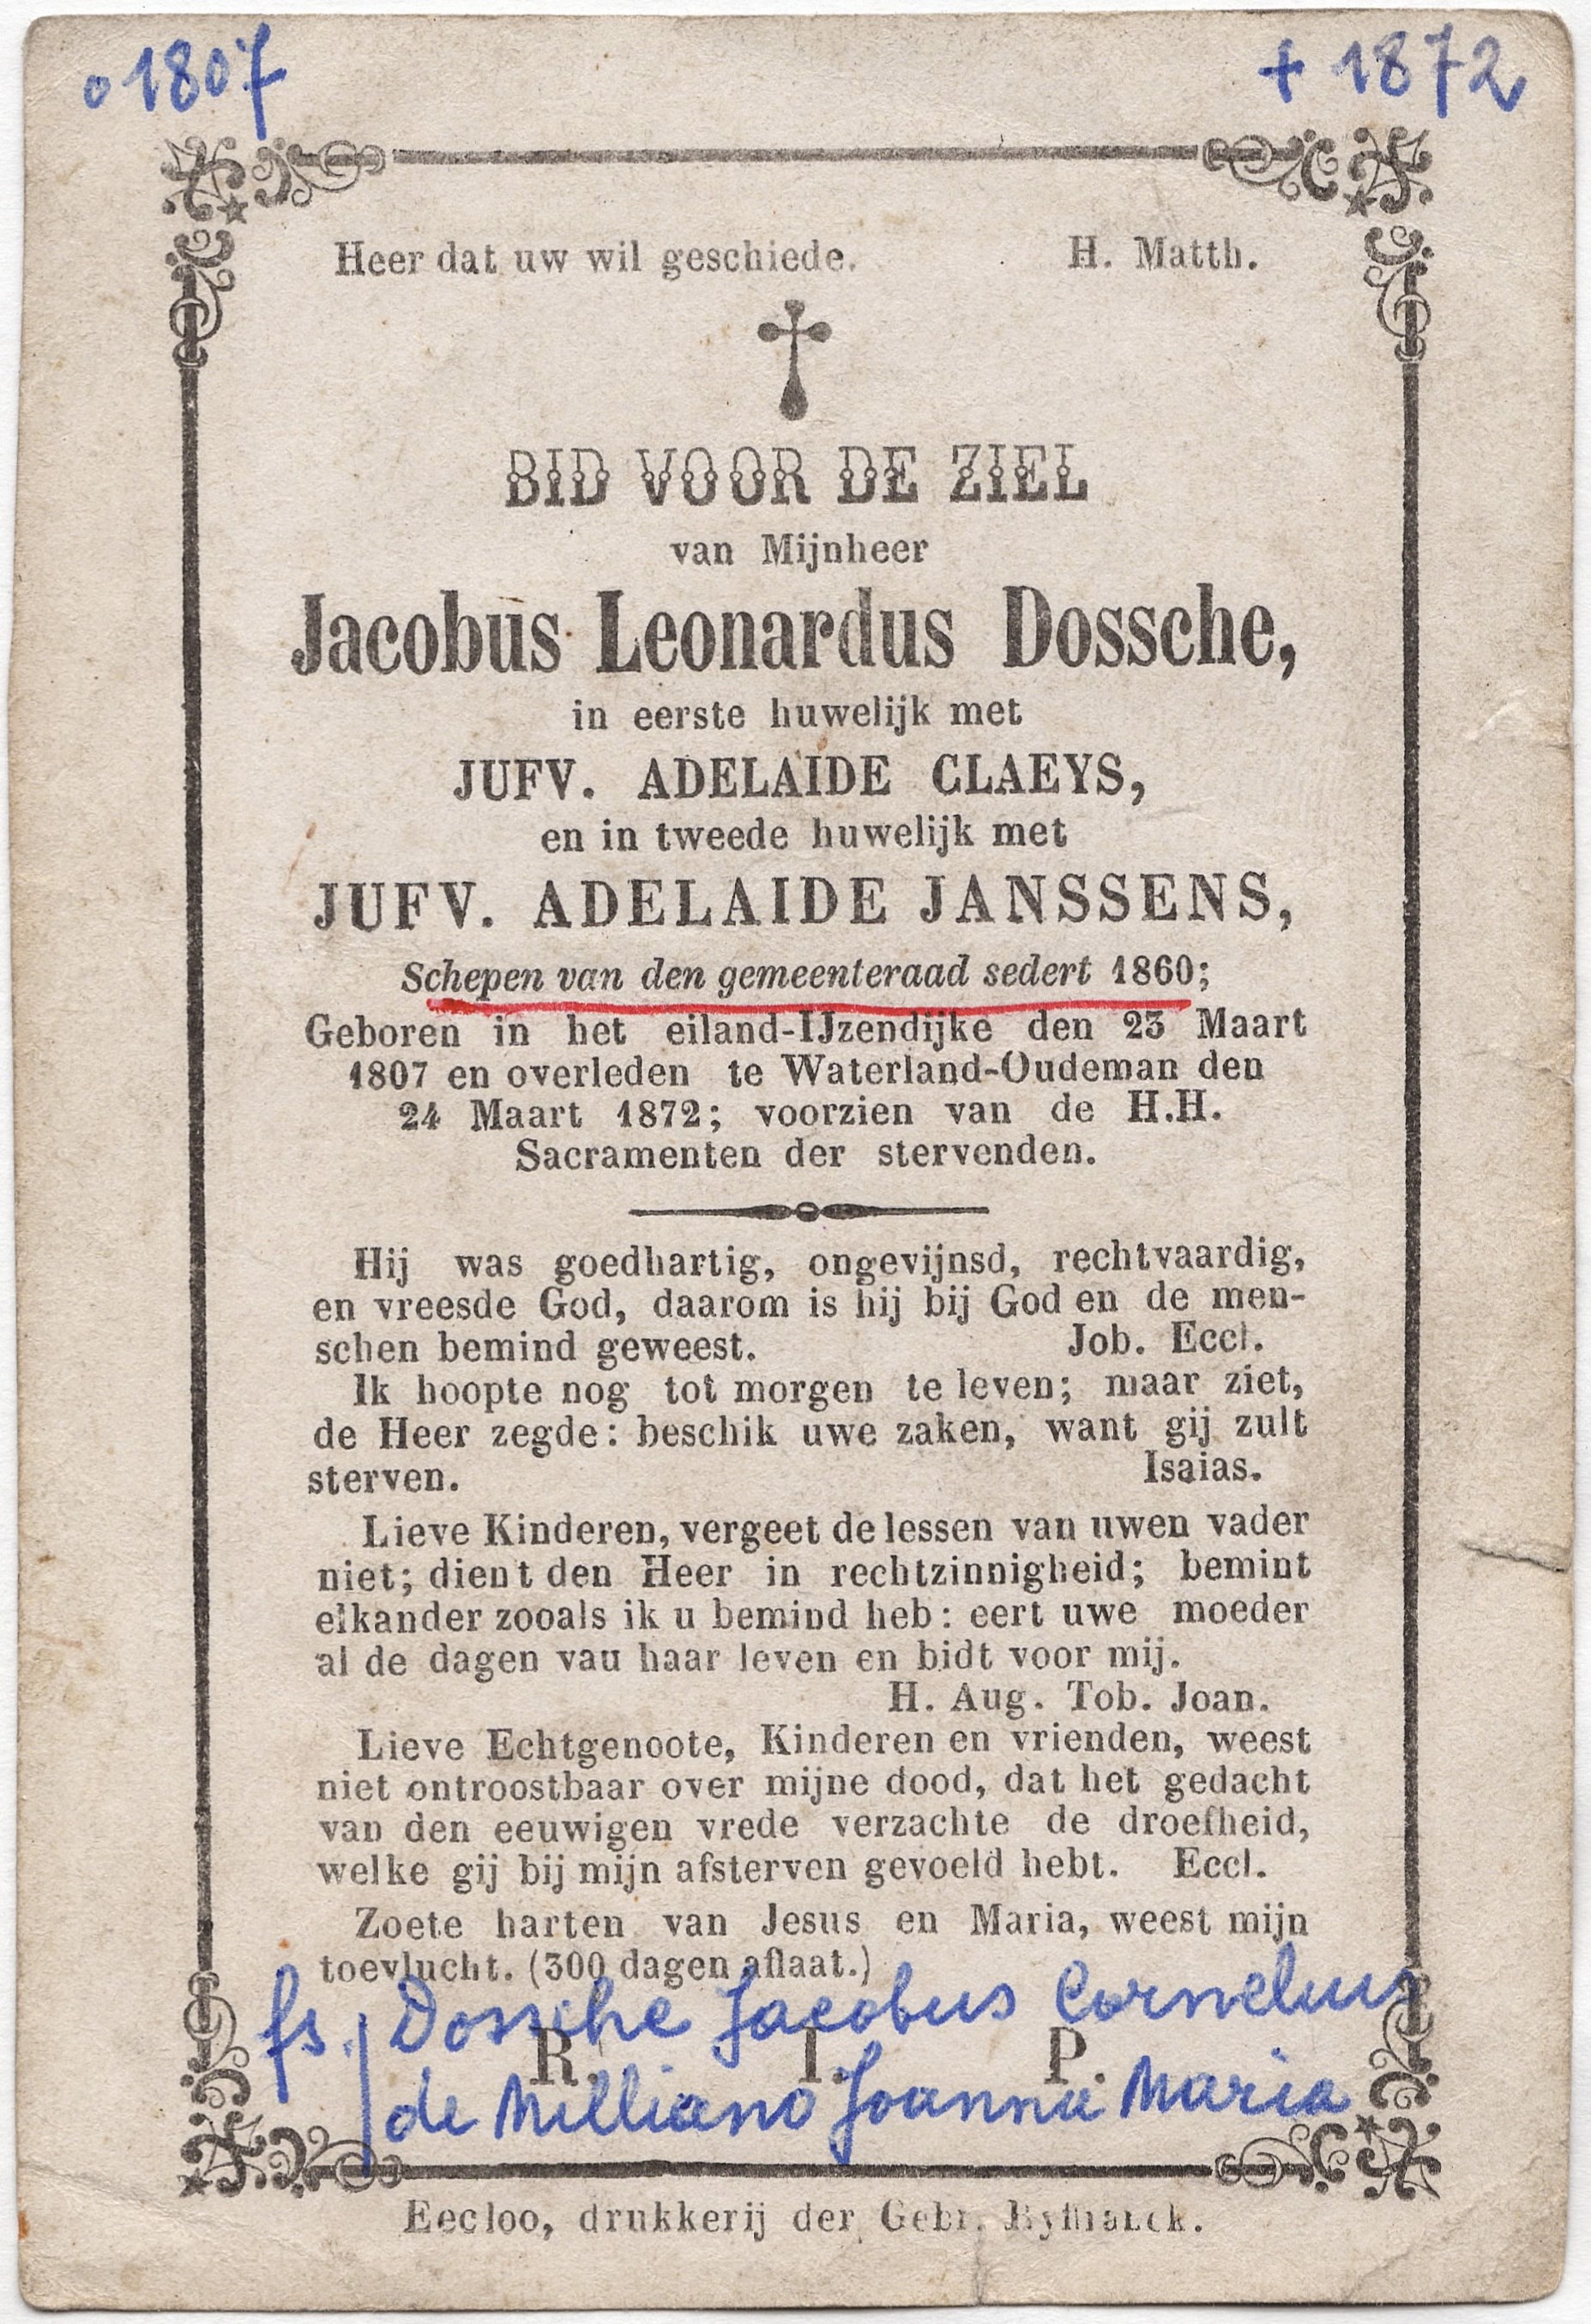 o 1807 + 1872
Heer dat uw wil geschiede. H. Matth.
BID VOOR DE ZIEL
van Mijnheer
Jacobus Leonardus Dossche,
in eerste huwelijk met
JUFV. ADELAIDE CLAEYS,
en in tweede huwelijk met
JUFV. ADELAIDE JANSSENS,
Schepen van den gemeenteraad sedert 1860;
Geboren in het eiland-IJzendijke den 23 Maart
1807 en overleden te Waterland-Oudeman den
24 Maart 1872; voorzien van de H.H.
Sacramenten der stervenden.
Hij was goedhartig, ongevijnsd, rechtvaardig,
en vreesde God, daarom is hij bij God en de men-
schen bemind geweest. Job. Eccl.
Ik hoopte nog tot morgen te leven; maar ziet,
de Heer zegde: beschik uwe zaken, want gij zult
sterven. Isaias.
Lieve Kinderen, vergeet de lessen van uwen vader
niet; dient den Heer in rechtzinnigheid; bemint
elkander zooals ik u bemind heb: eert uwe moeder
al de dagen vau haar leven en bidt voor mij.
H. Aug. Tob. Joan.
Lieve Echtgenoote, Kinderen en vrienden, weest
niet ontroostbaar over mijne dood, dat het gedacht
van den eeuwigen vrede verzachte de droefheid,
welke gij bij mijn afsterven gevoeld hebt. Eccl.
Zoete harten van Jesus en Maria, weest mijn
toevlucht. (300 dagen aflaat.)
fs. Dossche Jacobus Cornelius
R. I. P.
de Milliano Joanna Maria
Eecloo, drukkerij der Gebr.